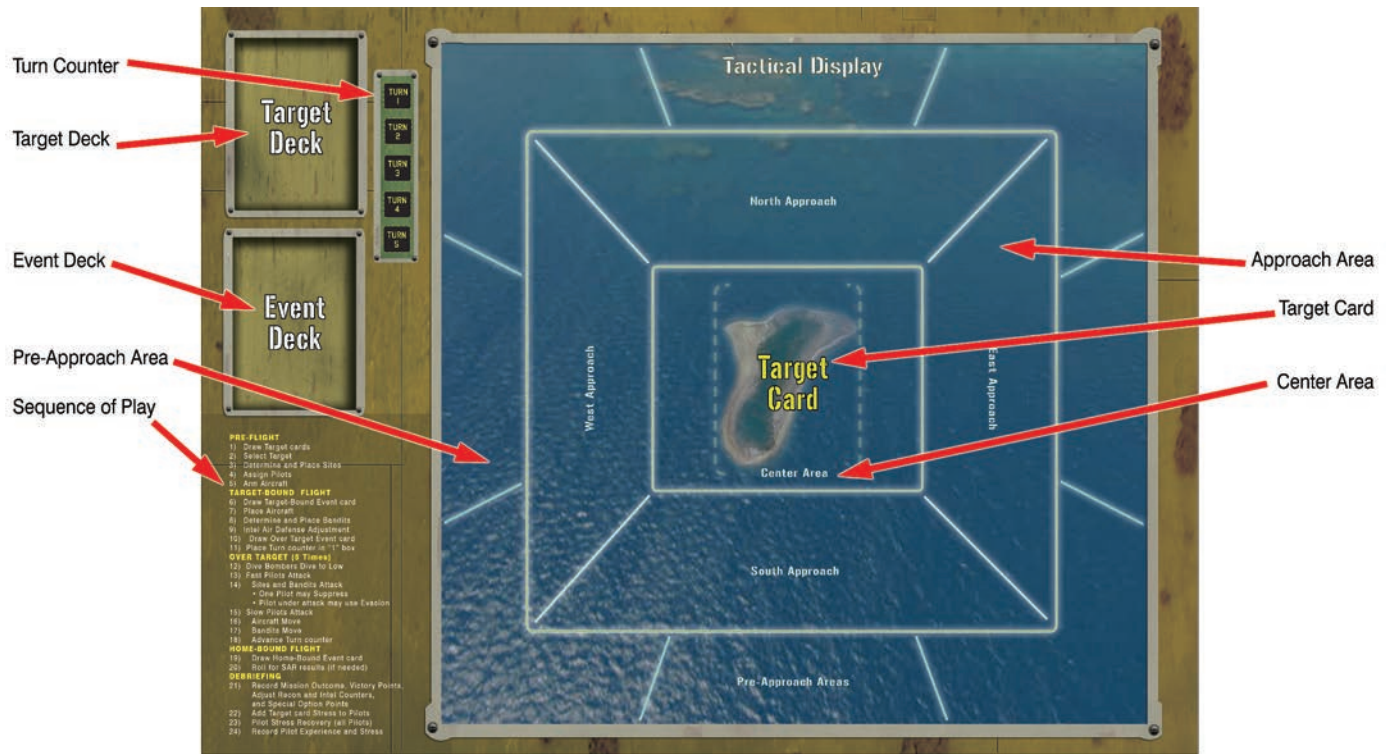 Turn Counter
Target Deck
Event Deck
Pre-Approach Area
Sequence of Play
Target
Deck
Event
Deck
TURN
1
TURN
2
TURN
3
TURN
4
TURN
5
PRE-FLIGHT
1) Draw Target cards
2) Select Target
3) Determine and Place Sites
4) Assign Pilots
5) Arm Aircraft
TARGET-BOUND FLIGHT
6) Draw Target-Bound Event card
7) Place Aircraft
8) Determine and Place Bandits
9) Intel Air Defense Adjustment
10) Draw Over Target Event card
11) Place Turn counter in "1" box
OVER TARGET (5 Times)
12) Dive Bombers Dive to Low
13) Fast Pilots Attack
14) Sites and Bandits Attack
• One Pilot may Suppress
• Pilot under attack may use Evasion
15) Slow Pilots Attack
16) Aircraft Move
17) Bandits Move
18) Advance Turn counter
HOME-BOUND FLIGHT
19) Draw Home-Bound Event card
20) Roll for SAR results (if needed)
DEBRIEFING
21) Record Mission Outcome, Victory Points,
Adjust Recon and Intel Counters,
and Special Option Points
22) Add Target card Stress to Pilots
23) Pilot Stress Recovery (all Pilots)
24) Record Pilot Experience and Stress
Tactical Display
North Approach
West Approach
Target
Card
Center Area
East Approach
South Approach
Pre-Approach Areas
Approach Area
Target Card
Center Area